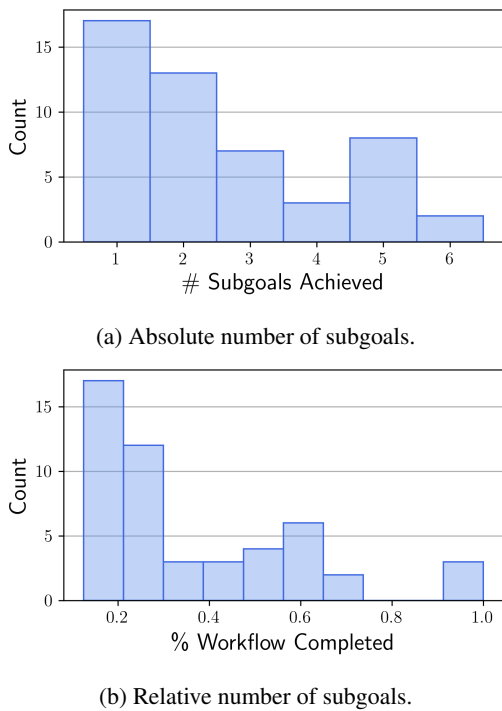 15
10
5
0
Count
1 2 3 4 5 6
# Subgoals Achieved
(a) Absolute number of subgoals.
15
10
5
0
Count
0.2 0.4 0.6 0.8 1.0
% Workflow Completed
(b) Relative number of subgoals.